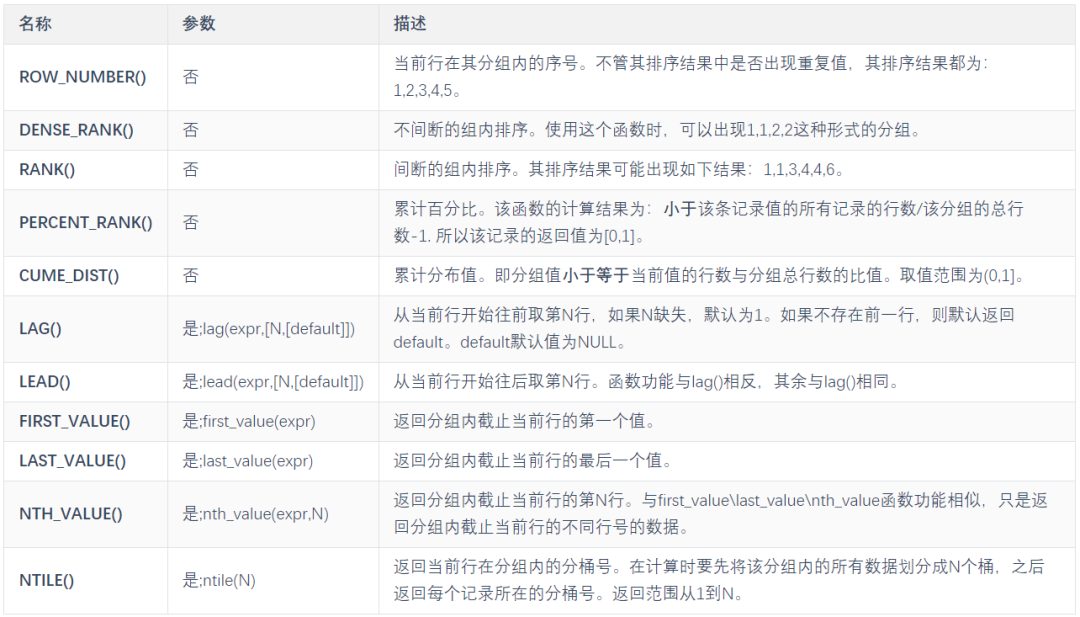 名称 参数 描述
当前行在其分组内的序号。不管其排序结果中是否出现重复值，其排序结果都为：
ROW_NUMBER() 否
1,2,3,4,5。
DENSE_RANK() 否 不间断的组内排序。使用这个函数时，可以出现1,1,2,2这种形式的分组。
RANK() 否 间断的组内排序。其排序结果可能出现如下结果：1,1,3,4,4,6。
累计百分比。该函数的计算结果为：小于该条记录值的所有记录的行数/该分组的总行
PERCENT_RANK() 否
数-1. 所以该记录的返回值为[0,1]。
CUME_DIST() 否 累计分布值。即分组值小于等于当前值的行数与分组总行数的比值。取值范围为(0,1]。
从当前行开始往前取第N行，如果N缺失，默认为1。如果不存在前一行，则默认返回
LAG() 是;lag(expr,[N,[default]])
default。default默认值为NULL。
LEAD() 是;lead(expr,[N,[default]]) 从当前行开始往后取第N行。函数功能与lag()相反，其余与lag()相同。
FIRST_VALUE() 是;first_value(expr) 返回分组内截止当前行的第一个值。
LAST_VALUE() 是;last_value(expr) 返回分组内截止当前行的最后一个值。
返回分组内截止当前行的第N行。与first_value\last_value\nth_value函数功能相似，只是返
NTH_VALUE() 是;nth_value(expr,N)
回分组内截止当前行的不同行号的数据。
返回当前行在分组内的分桶号。在计算时要先将该分组内的所有数据划分成N个桶，之后
NTILE() 是;ntile(N)
返回每个记录所在的分桶号。返回范围从1到N。